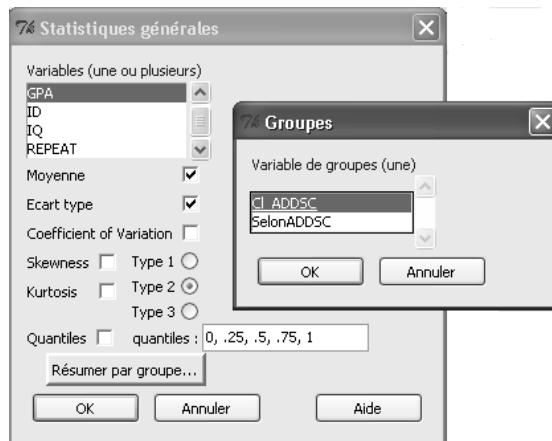 Statistiques générales
Variables (une ou plusieurs)
GPA
ID
IQ
REPEAT
Moyenne
Ecart type
Coefficient of Variation
Skewness Type 1
Kurtosis Type 2
Type 3
Quantiles quantiles : 0, .25, .5, .75, 1
Résumer par groupe...
OK Annuler Aide
Groupes
Variable de groupes (une)
Cl_ADDSC
SelonADDSC
OK Annuler